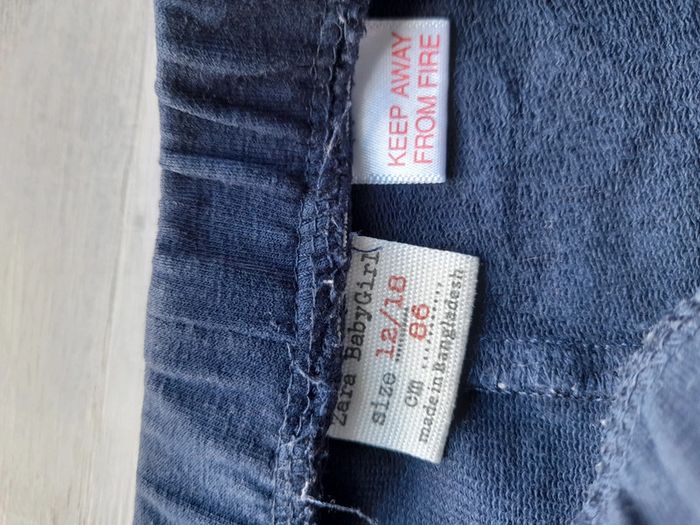 KEEP AWAY
FROM FIRE
Zara BabyGirl
size 12/18
cm 86
made in Bangladesh